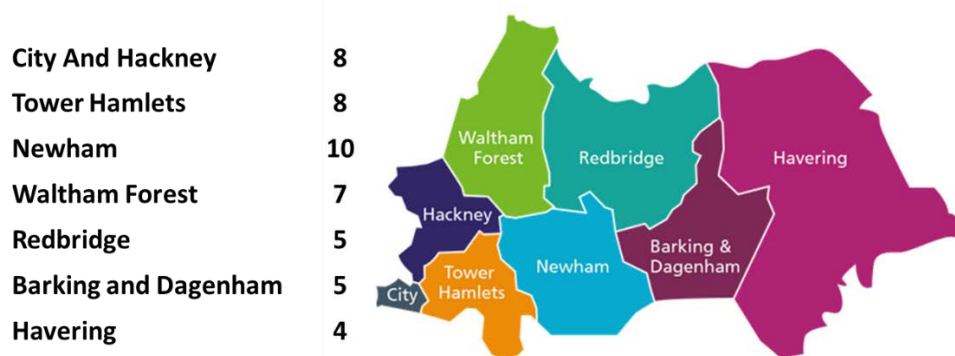 City And Hackney 8
Tower Hamlets 8
Newham 10
Waltham Forest 7
Redbridge 5
Barking and Dagenham 5
Havering 4
Waltham
Forest
Redbridge
Havering
Hackney
Barking &
Dagenham
Newham
Tower
Hamlets
City